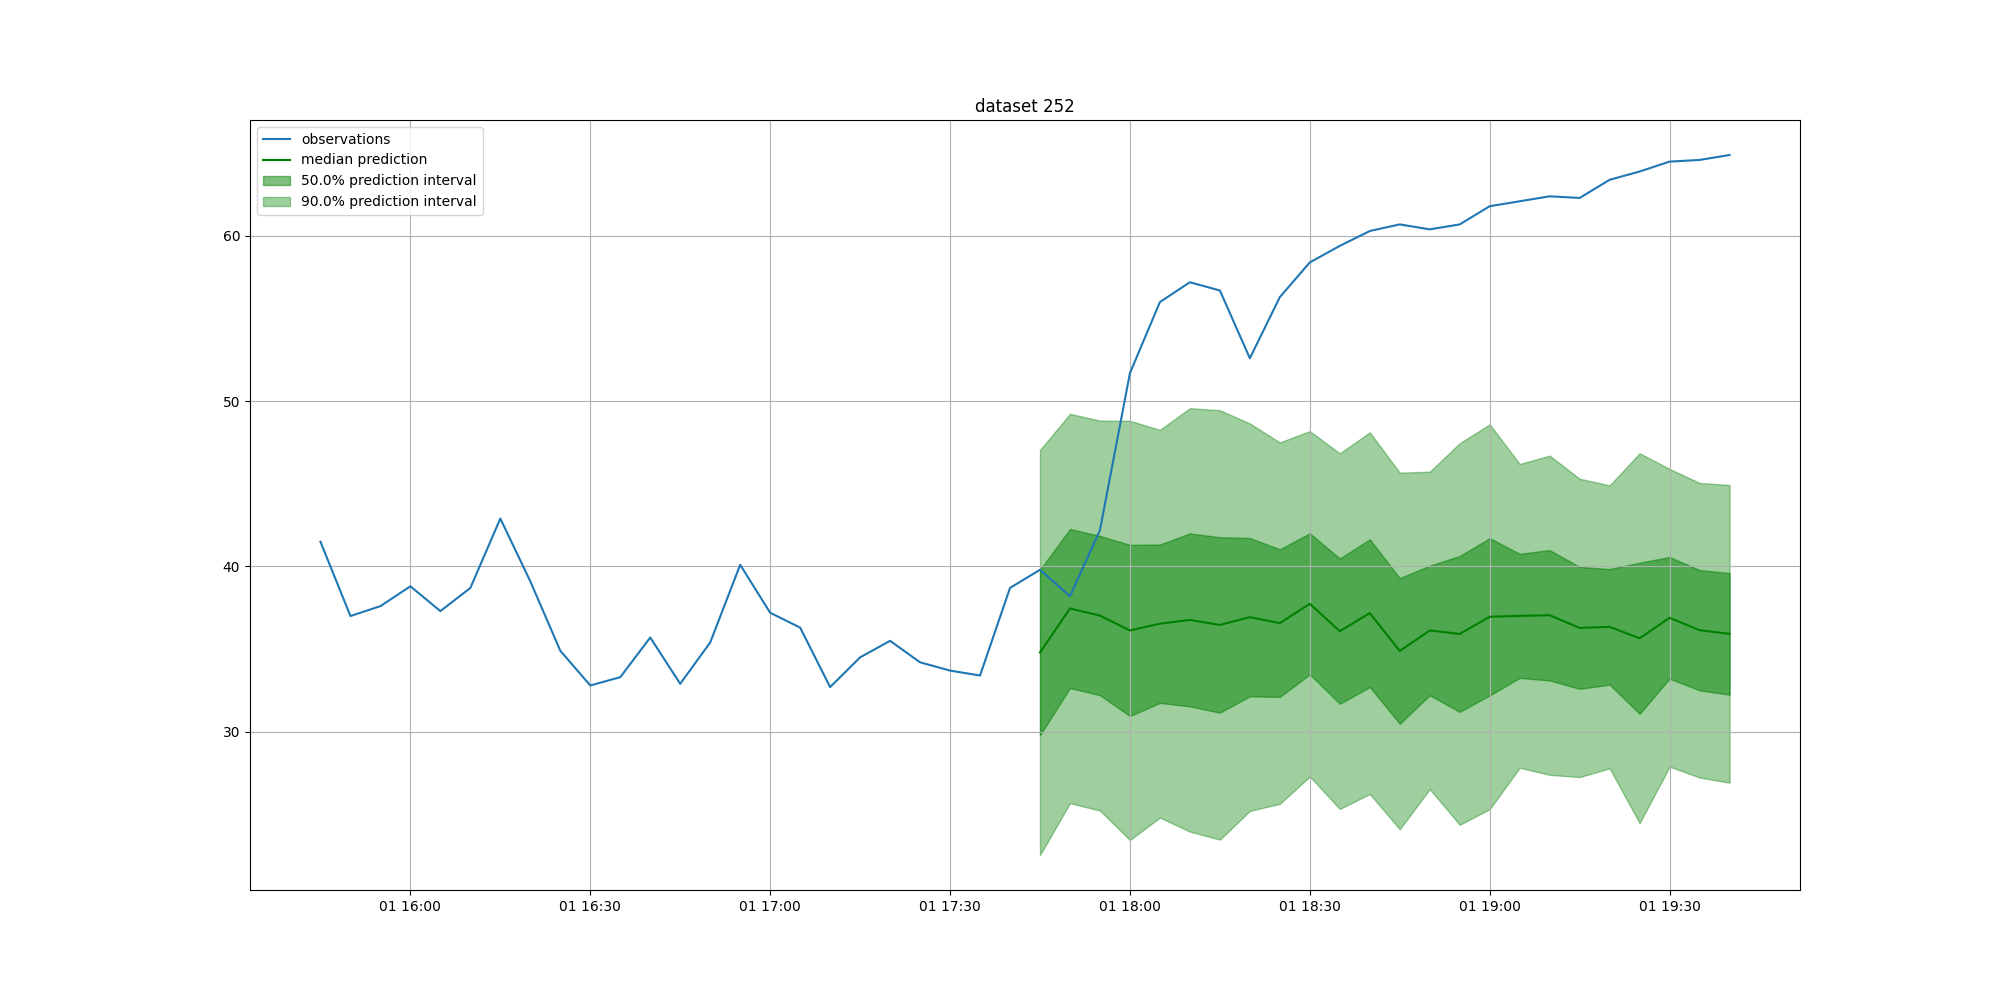 dataset 252
observations
median prediction
50.0% prediction interval
90.0% prediction interval
60
50
40
30
01 16:00
01 16:30
01 17:00
01 17:30
01 18:00
01 18:30
01 19:00
01 19:30